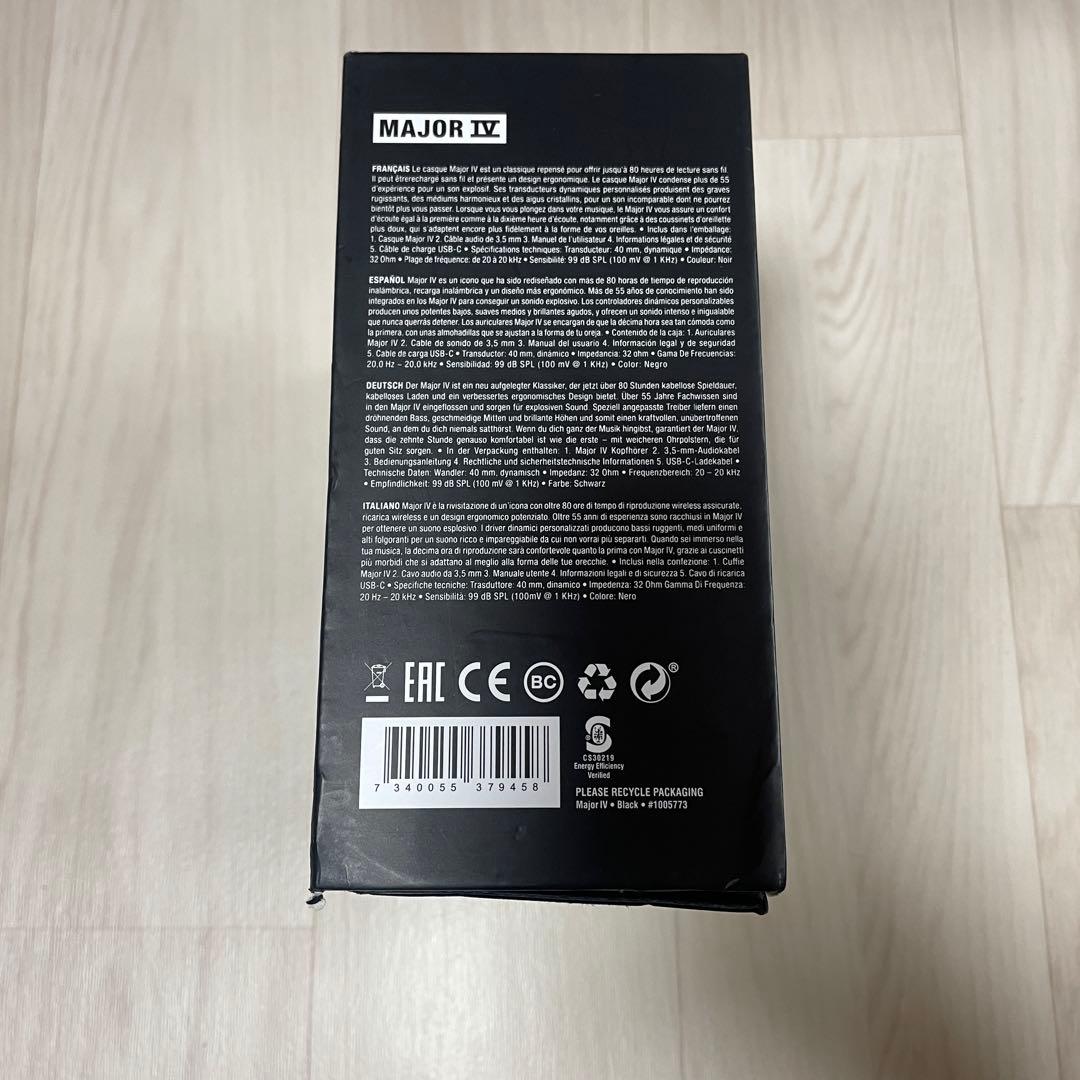 MAJOR IV
FRANÇAIS Le casque Major IV est un classique repensé pour offrir jusqu'à 80 heures de lecture sans fil.
Il peut êtrerechargé sans fil et présente un design ergonomique. Le casque Major IV condense plus de 55
d'expérience pour un son explosif. Ses transducteurs dynamiques personnalisés produisent des graves
rugissants, des médiums harmonieux et des aigus cristallins, pour un son incomparable dont ne pourrez
bientôt plus vous passer. Lorsque vous vous plongez dans votre musique, le Major IV vous assure un confort
d'écoute égal à la première comme à la dixième heure d'écoute, notamment grâce à des coussinets d'oreillette
plus doux, qui s'adaptent encore plus fidèlement à la forme de vos oreilles. • Inclus dans l'emballage:
1. Casque Major IV 2. Câble audio de 3,5 mm 3. Manuel de l'utilisateur 4. Informations légales et de sécurité
5. Câble de charge USB-C • Spécifications techniques: Transducteur: 40 mm, dynamique • Impédance:
32 Ohm • Plage de fréquence: de 20 à 20 kHz • Sensibilité: 99 dB SPL (100 mV @ 1 KHz) • Couleur: Noir
ESPAÑOL Major IV es un icono que ha sido rediseñado con más de 80 horas de tiempo de reproducción
inalámbrica, recarga inalámbrica y un diseño más ergonómico. Más de 55 años de conocimiento han sido
integrados en los Major IV para conseguir un sonido explosivo. Los controladores dinámicos personalizables
producen unos potentes bajos, suaves medios y brillantes agudos, y ofrecen un sonido intenso e inigualable
que nunca querrás detener. Los auriculares Major IV se encargan de que la décima hora sea tan cómoda como
la primera, con unas almohadillas que se ajustan a la forma de tu oreja. • Contenido de la caja: 1. Auriculares
Major IV 2. Cable de sonido de 3,5 mm 3. Manual del usuario 4. Información legal y de seguridad
5. Cable de carga USB-C • Transductor: 40 mm, dinámico • Impedancia: 32 ohm • Gama De Frecuencias:
20,0 Hz – 20,0 kHz • Sensibilidad: 99 dB SPL (100 mV @ 1 KHz) • Color: Negro
DEUTSCH Der Major IV ist ein neu aufgelegter Klassiker, der jetzt über 80 Stunden kabellose Spieldauer,
kabelloses Laden und ein verbessertes ergonomisches Design bietet. Über 55 Jahre Fachwissen sind
in den Major IV eingeflossen und sorgen für explosiven Sound. Speziell angepasste Treiber liefern einen
dröhnenden Bass, geschmeidige Mitten und brillante Höhen und somit einen kraftvollen, unübertroffenen
Sound, an dem du dich niemals satthörst. Wenn du dich ganz der Musik hingibst, garantiert der Major IV,
dass die zehnte Stunde genauso komfortabel ist wie die erste – mit weicheren Ohrpolstern, die für
guten Sitz sorgen. • In der Verpackung enthalten: 1. Major IV Kopfhörer 2. 3,5-mm-Audiokabel
3. Bedienungsanleitung 4. Rechtliche und sicherheitstechnische Informationen 5. USB-C-Ladekabel •
Technische Daten: Wandler: 40 mm, dynamisch • Impedanz: 32 Ohm • Frequenzbereich: 20 – 20 kHz
• Empfindlichkeit: 99 dB SPL (100 mV @ 1 KHz) • Farbe: Schwarz
ITALIANO Major IV è la rivisitazione di un'icona con oltre 80 ore di tempo di riproduzione wireless assicurate,
ricarica wireless e un design ergonomico potenziato. Oltre 55 anni di esperienza sono racchiusi in Major IV
per ottenere un suono esplosivo. I driver dinamici personalizzati producono bassi ruggenti, medi uniformi e
alti folgoranti per un suono ricco e impareggiabile da cui non vorrai più separarti. Quando sei immerso nella
tua musica, la decima ora di riproduzione sarà confortevole quanto la prima con Major IV, grazie ai cuscinetti
più morbidi che si adattano al meglio alla forma delle tue orecchie. • Inclusi nella confezione: 1. Cuffie
Major IV 2. Cavo audio da 3,5 mm 3. Manuale utente 4. Informazioni legali e di sicurezza 5. Cavo di ricarica
USB-C • Specifiche tecniche: Trasduttore: 40 mm, dinamico • Impedenza: 32 Ohm Gamma Di Frequenza:
20 Hz – 20 kHz • Sensibilità: 99 dB SPL (100mV @ 1 KHz) • Colore: Nero
EAC CE BC ®
CS30219
Energy Efficiency
Verified
7 340055 379458
PLEASE RECYCLE PACKAGING
Major IV • Black • #1005773